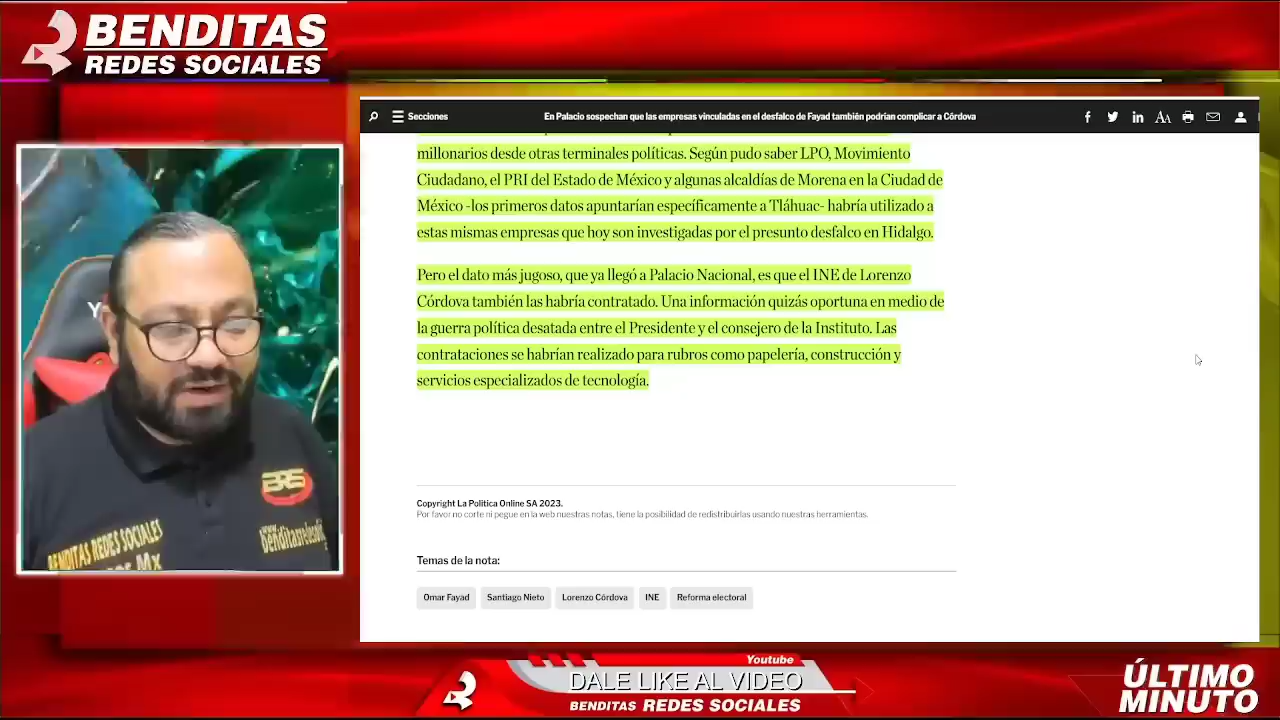 BENDITAS
REDES SOCIALES
Secciones
En Palacio sospechan que las empresas vinculadas en el desfalco de Fayad también podrían complicar a Córdova
millonarios desde otras terminales políticas. Según pudo saber LPO, Movimiento
Ciudadano, el PRI del Estado de México y algunas alcaldías de Morena en la Ciudad de
México -los primeros datos apuntarían específicamente a Tláhuac- habría utilizado a
estas mismas empresas que hoy son investigadas por el presunto desfalco en Hidalgo.
Pero el dato más jugoso, que ya llegó a Palacio Nacional, es que el INE de Lorenzo
Córdova también las habría contratado. Una información quizás oportuna en medio de
la guerra política desatada entre el Presidente y el consejero de la Instituto. Las
contrataciones se habrían realizado para rubros como papelería, construcción y
servicios especializados de tecnología.
Copyright La Politica Online SA 2023.
Por favor no corte ni pegue en la web nuestras notas, tiene la posibilidad de redistribuirlas usando nuestras herramientas.
Temas de la nota:
Omar Fayad
Santiago Nieto
Lorenzo Córdova
INE
Reforma electoral
Y
BRS
BENDITAS REDES SOCIALES
.Mx
www.
Youtube
DALE LIKE AL VIDEO
BENDITAS REDES SOCIALES
ÚLTIMO
MINUTO